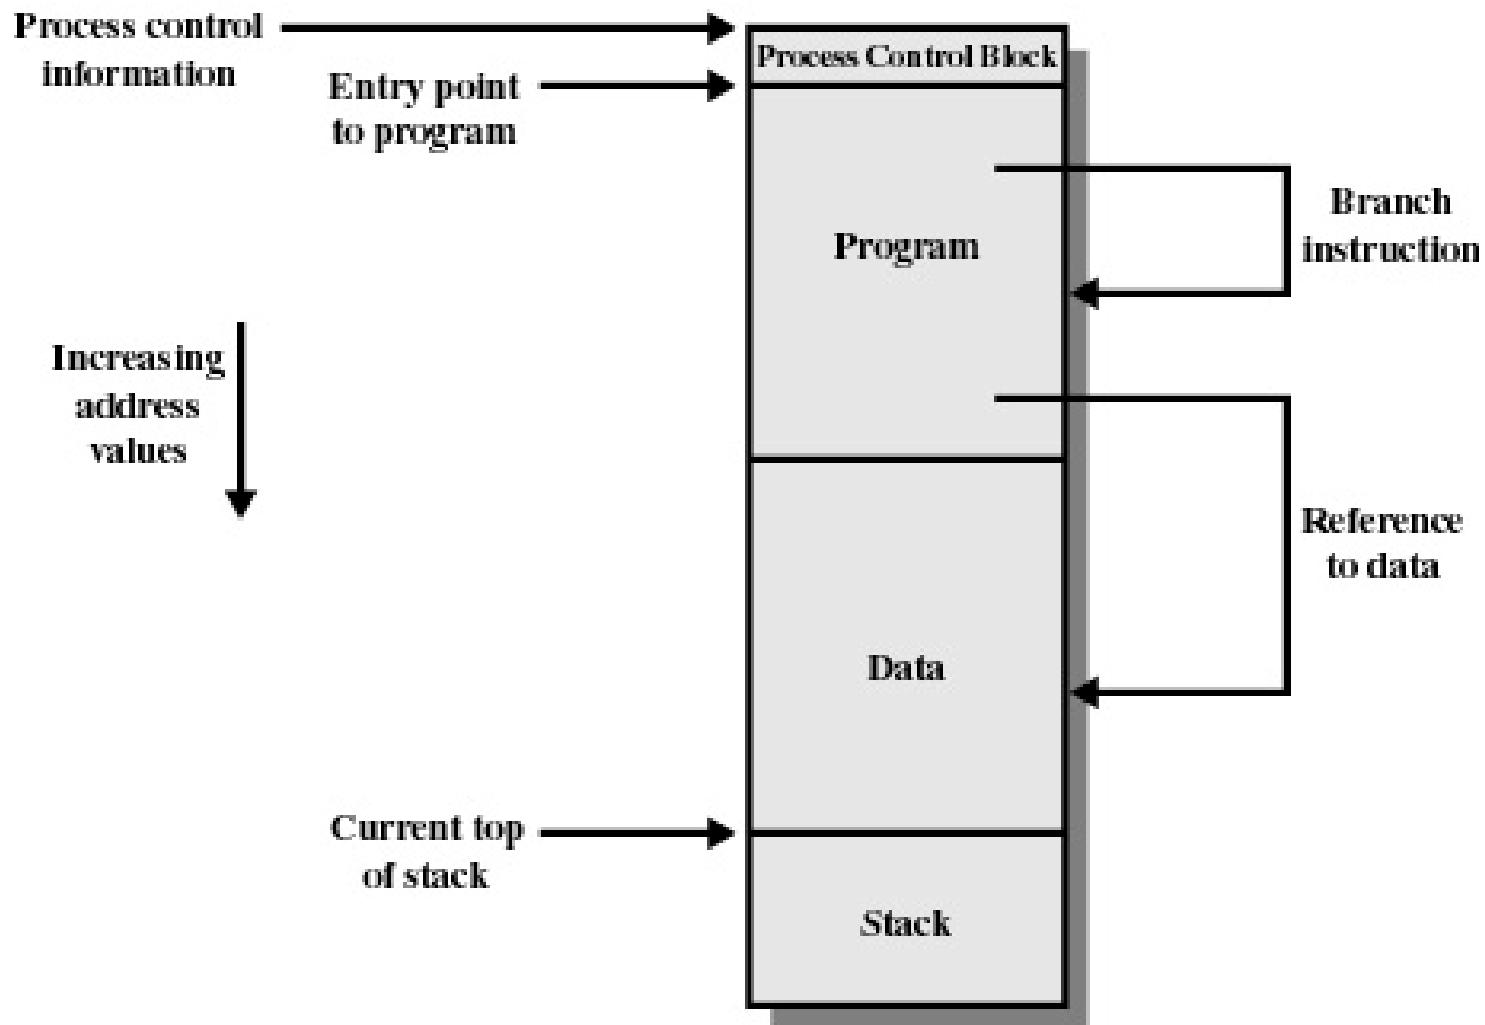 Process control
information
Process Control Block
Entry point
to program
Branch
instruction
Program
Increasing
address
values
Reference
to data
Data
Current top
of stack
Stack